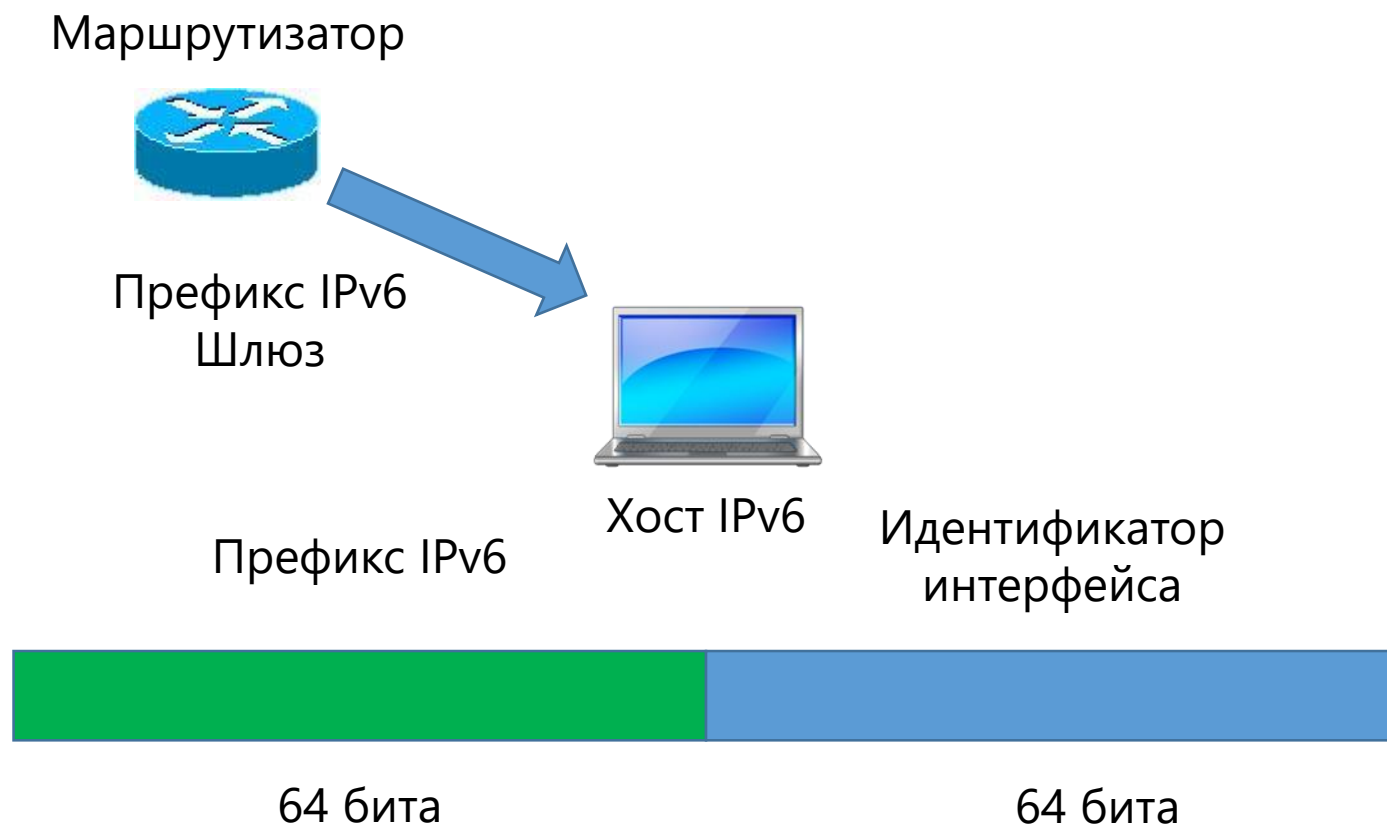 Маршрутизатор
Префикс IPv6
Шлюз
Хост IPv6
Префикс IPv6
Идентификатор
интерфейса
64 бита
64 бита